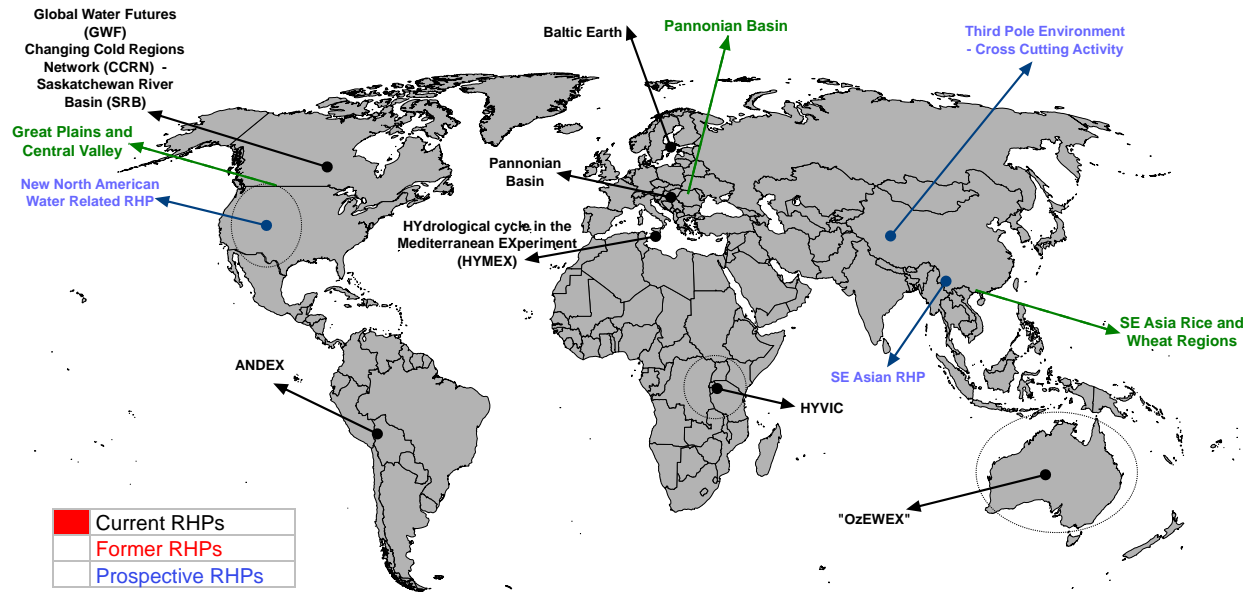 Global Water Futures
(GWF)
Changing Cold Regions
Network (CCRN)  -
Saskatchewan River
Basin (SRB)
Great Plains and
Central Valley
New North American
Water Related RHP
Baltic Earth
Pannonian Basin
Third Pole Environment
- Cross Cutting Activity
Pannonian
Basin
HYdrological cycle in the
Mediterranean EXperiment
(HYMEX)
SE Asia Rice and
Wheat Regions
SE Asian RHP
ANDEX
HYVIC
"OzEWEX"
Current RHPs
Former RHPs
Prospective RHPs